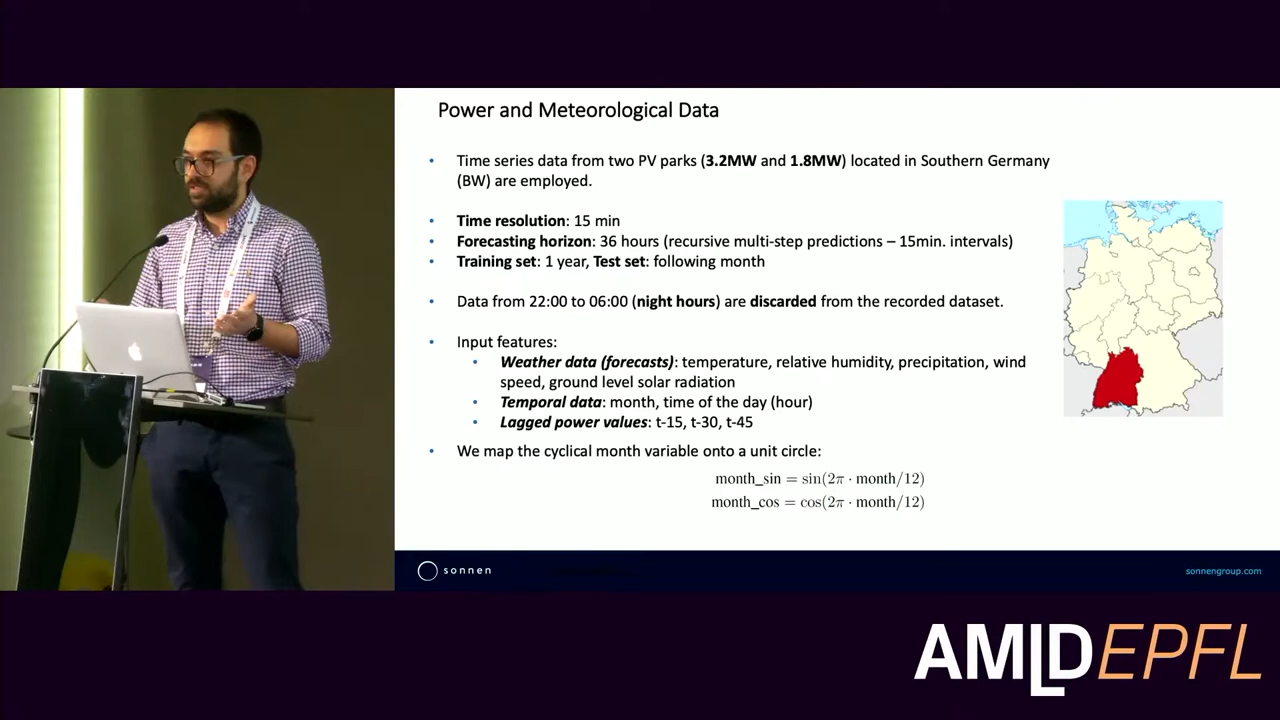 Power and Meteorological Data
• Time series data from two PV parks (3.2MW and 1.8MW) located in Southern Germany
(BW) are employed.
• Time resolution: 15 min
• Forecasting horizon: 36 hours (recursive multi-step predictions – 15min. intervals)
• Training set: 1 year, Test set: following month
• Data from 22:00 to 06:00 (night hours) are discarded from the recorded dataset.
• Input features:
• Weather data (forecasts): temperature, relative humidity, precipitation, wind
speed, ground level solar radiation
• Temporal data: month, time of the day (hour)
• Lagged power values: t-15, t-30, t-45
• We map the cyclical month variable onto a unit circle:
month_sin = sin(2π · month/12)
month_cos = cos(2π · month/12)
sonnen
sonnengroup.com
AMLDEPFL